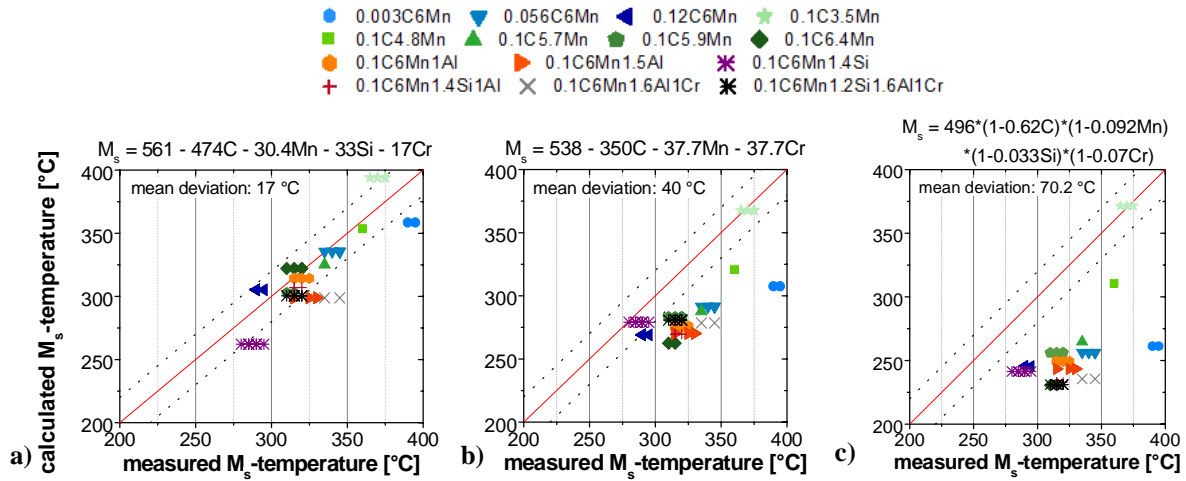 0.003C6Mn 0.056C6Mn 0.12C6Mn 0.1C3.5Mn
0.1C4.8Mn 0.1C5.7Mn 0.1C5.9Mn 0.1C6.4Mn
0.1C6Mn1Al 0.1C6Mn1.5Al 0.1C6Mn1.4Si
0.1C6Mn1.4Si1Al 0.1C6Mn1.6Al1Cr 0.1C6Mn1.2Si1.6Al1Cr
a)
calculated Mₛ-temperature [°C]
Mₛ = 561 - 474C - 30.4Mn - 33Si - 17Cr
mean deviation: 17 °C
400
350
300
250
200
200 250 300 350 400
measured Mₛ-temperature [°C]
b)
Mₛ = 538 - 350C - 37.7Mn - 37.7Cr
mean deviation: 40 °C
400
350
300
250
200
200 250 300 350 400
measured Mₛ-temperature [°C]
c)
Mₛ = 496*(1-0.62C)*(1-0.092Mn)
*(1-0.033Si)*(1-0.07Cr)
mean deviation: 70.2 °C
400
350
300
250
200
200 250 300 350 400
measured Mₛ-temperature [°C]